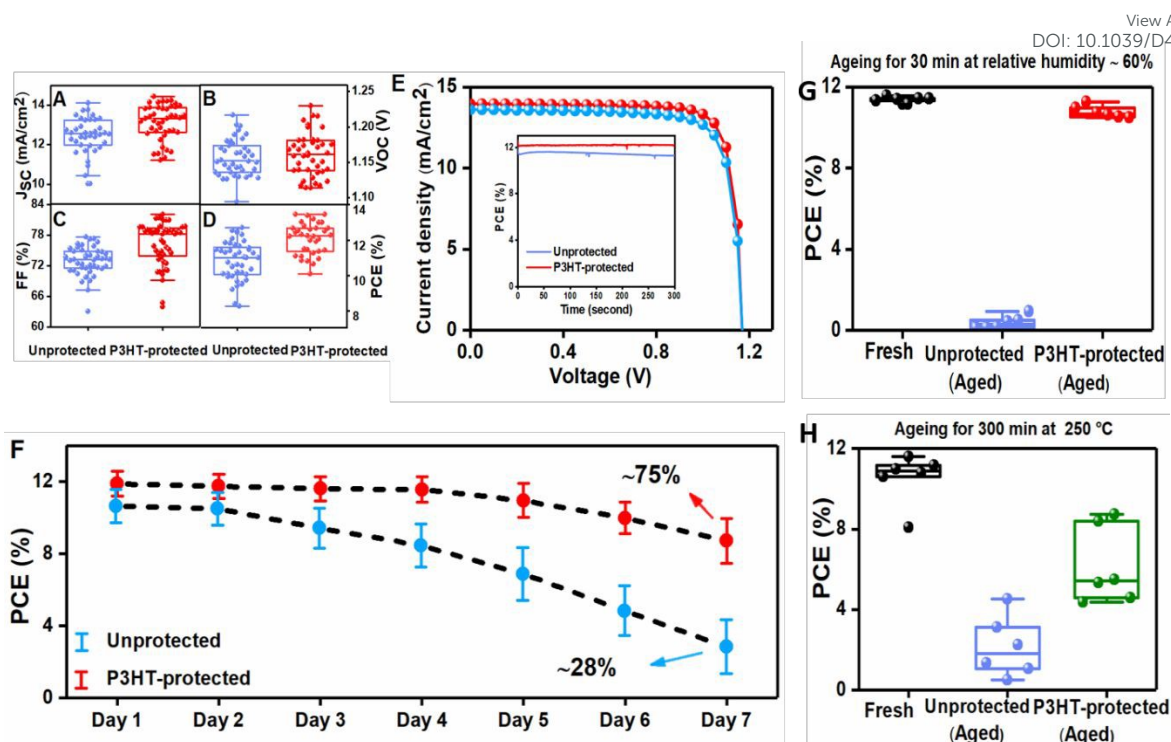 View A
DOI: 10.1039/D4
A
B
JSC (mA/cm2)
14
12
10
84
1.25
1.20
1.15
1.10
VOC (V)
C
D
FF (%)
78
72
66
60
14
12
10
8
PCE (%)
Unprotected P3HT-protected Unprotected P3HT-protected
E
Current density (mA/cm2)
15
10
5
0
0.0 0.4 0.6 0.8 1.2
Voltage (V)
PCE (%)
12
8
4
0
Unprotected
P3HT-protected
0 50 100 150 200 250 300
Time (second)
G
Ageing for 30 min at relative humidity ~ 60%
PCE (%)
12
8
4
0
Fresh Unprotected P3HT-protected
(Aged) (Aged)
F
PCE (%)
12
8
4
0
~75%
~28%
Unprotected
P3HT-protected
Day 1 Day 2 Day 3 Day 4 Day 5 Day 6 Day 7
H
Ageing for 300 min at 250 °C
PCE (%)
12
8
4
0
Fresh Unprotected P3HT-protected
(Aged) (Aged)